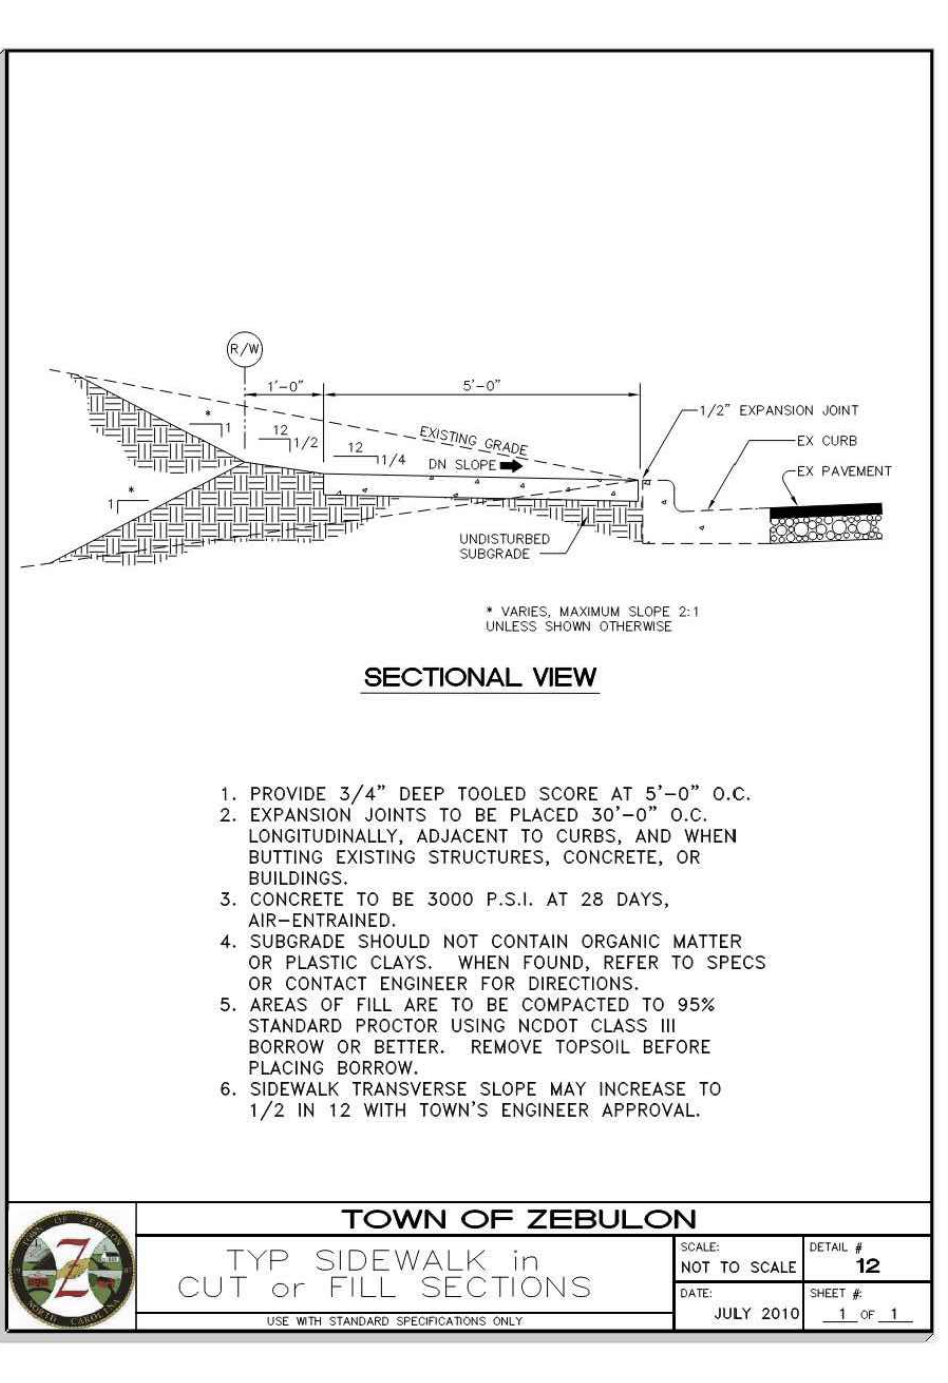 R/W
1'-0" 5'-0"
* 1
12 1/2
12 1/4
EXISTING GRADE
DN SLOPE
1/2" EXPANSION JOINT
EX CURB
EX PAVEMENT
* 1
UNDISTURBED
SUBGRADE
* VARIES, MAXIMUM SLOPE 2:1
UNLESS SHOWN OTHERWISE
SECTIONAL VIEW
1. PROVIDE 3/4" DEEP TOOLED SCORE AT 5'-0" O.C.
2. EXPANSION JOINTS TO BE PLACED 30'-0" O.C.
LONGITUDINALLY, ADJACENT TO CURBS, AND WHEN
BUTTING EXISTING STRUCTURES, CONCRETE, OR
BUILDINGS.
3. CONCRETE TO BE 3000 P.S.I. AT 28 DAYS,
AIR-ENTRAINED.
4. SUBGRADE SHOULD NOT CONTAIN ORGANIC MATTER
OR PLASTIC CLAYS. WHEN FOUND, REFER TO SPECS
OR CONTACT ENGINEER FOR DIRECTIONS.
5. AREAS OF FILL ARE TO BE COMPACTED TO 95%
STANDARD PROCTOR USING NCDOT CLASS III
BORROW OR BETTER. REMOVE TOPSOIL BEFORE
PLACING BORROW.
6. SIDEWALK TRANSVERSE SLOPE MAY INCREASE TO
1/2 IN 12 WITH TOWN'S ENGINEER APPROVAL.
TOWN OF ZEBULON
NORTH CAROLINA
Z
TOWN OF ZEBULON
TYP SIDEWALK in
CUT or FILL SECTIONS
USE WITH STANDARD SPECIFICATIONS ONLY
SCALE:
NOT TO SCALE
DETAIL #
12
DATE:
JULY 2010
SHEET #:
1 OF 1